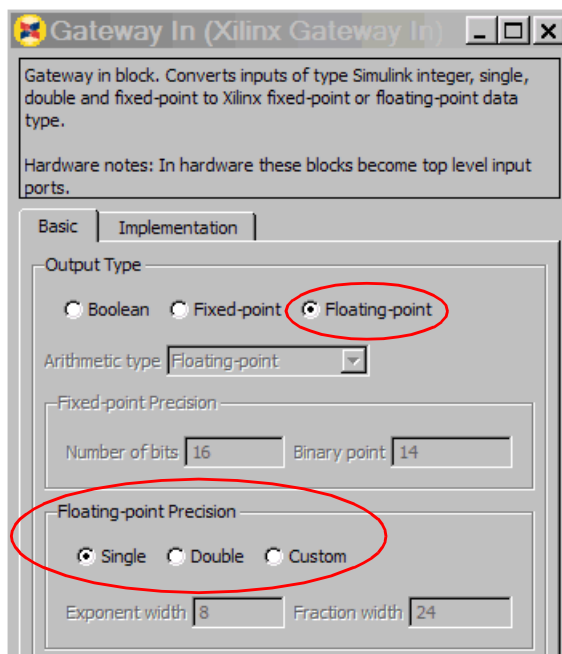 Gateway In (Xilinx Gateway In)
Gateway in block. Converts inputs of type Simulink integer, single,
double and fixed-point to Xilinx fixed-point or floating-point data
type.
Hardware notes: In hardware these blocks become top level input
ports.
Basic Implementation
Output Type
Boolean Fixed-point Floating-point
Arithmetic type Floating-point
Fixed-point Precision
Number of bits 16 Binary point 14
Floating-point Precision
Single Double Custom
Exponent width 8 Fraction width 24